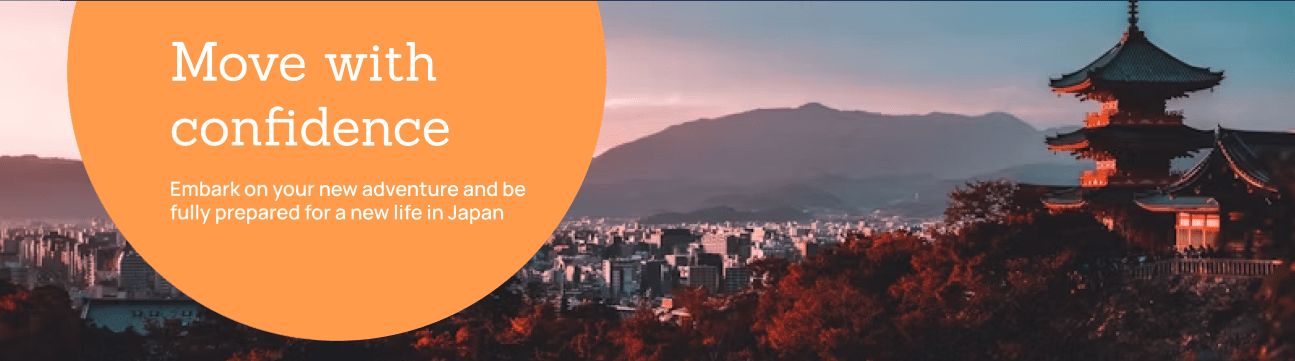 Move with
confidence
Embark on your new adventure and be
fully prepared for a new life in Japan